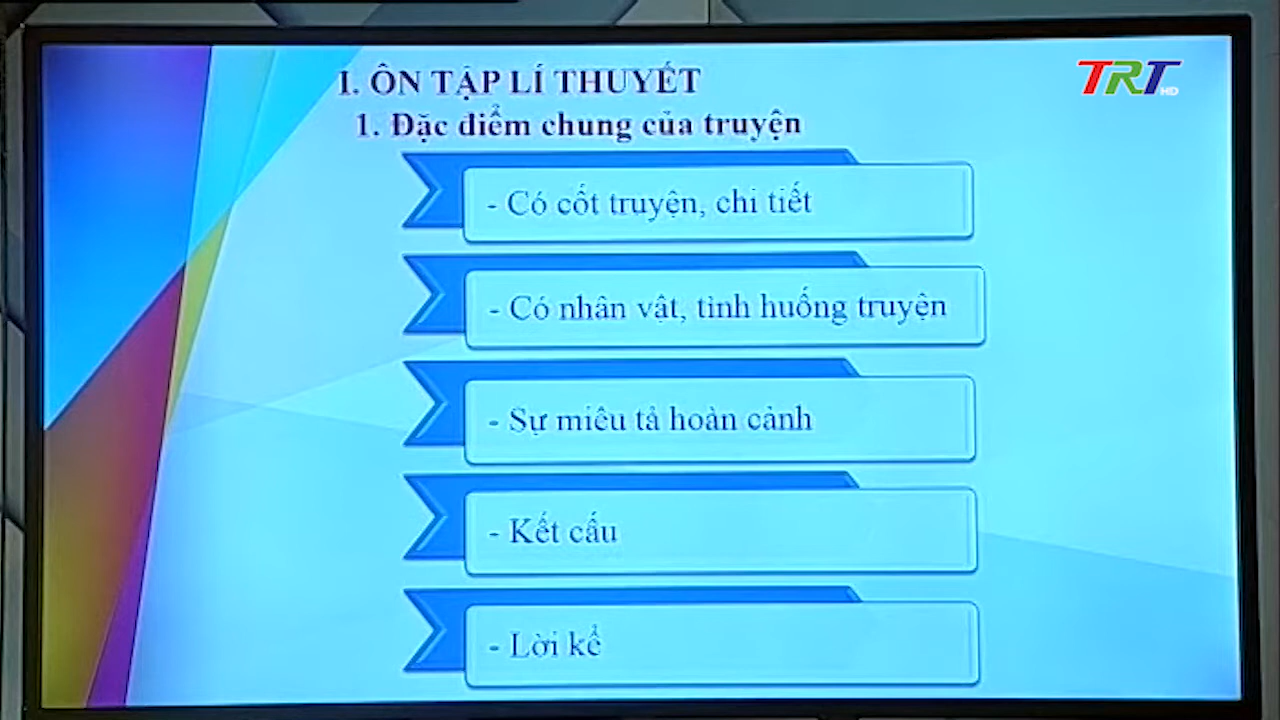 TRT HD
I. ÔN TẬP LÍ THUYẾT
1. Đặc điểm chung của truyện
- Có cốt truyện, chi tiết
- Có nhân vật, tình huống truyện
- Sự miêu tả hoàn cảnh
- Kết cấu
- Lời kể